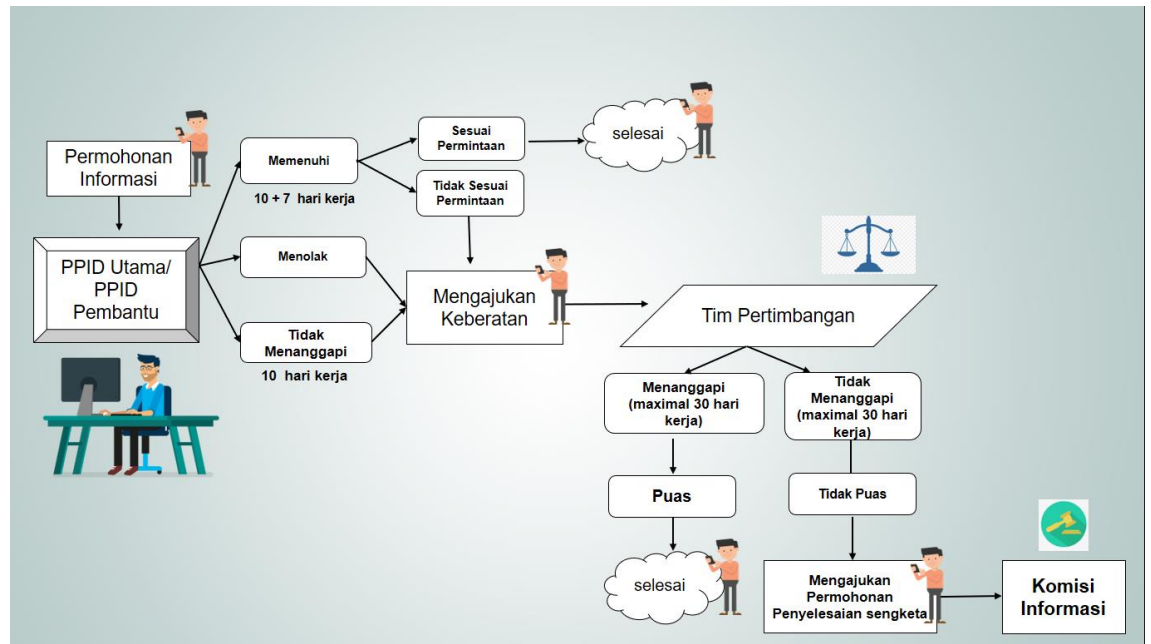 Permohonan
Informasi
PPID Utama/
PPID
Pembantu
Memenuhi
10 + 7 hari kerja
Menolak
Tidak
Menanggapi
10 hari kerja
Sesuai
Permintaan
selesai
Tidak Sesuai
Permintaan
Mengajukan
Keberatan
Tim Pertimbangan
Menanggapi
(maximal 30 hari
kerja)
Tidak
Menanggapi
(maximal 30 hari
kerja)
Puas
Tidak Puas
selesai
Mengajukan
Permohonan
Penyelesaian sengketa
Komisi
Informasi